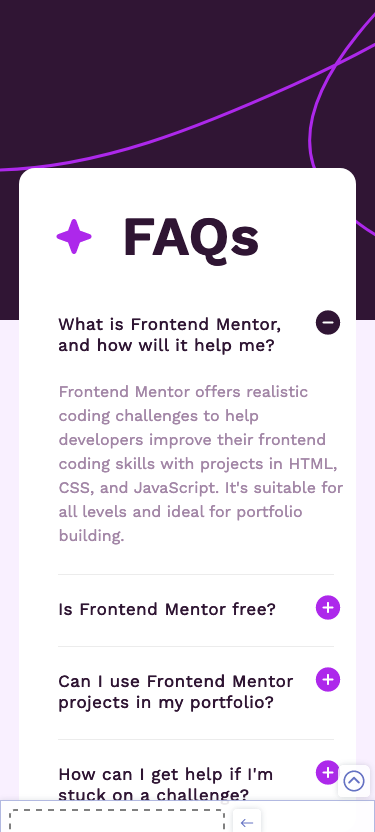 FAQs
What is Frontend Mentor,
and how will it help me?
Frontend Mentor offers realistic
coding challenges to help
developers improve their frontend
coding skills with projects in HTML,
CSS, and JavaScript. It's suitable for
all levels and ideal for portfolio
building.
Is Frontend Mentor free?
Can I use Frontend Mentor
projects in my portfolio?
How can I get help if I'm
stuck on a challenge?